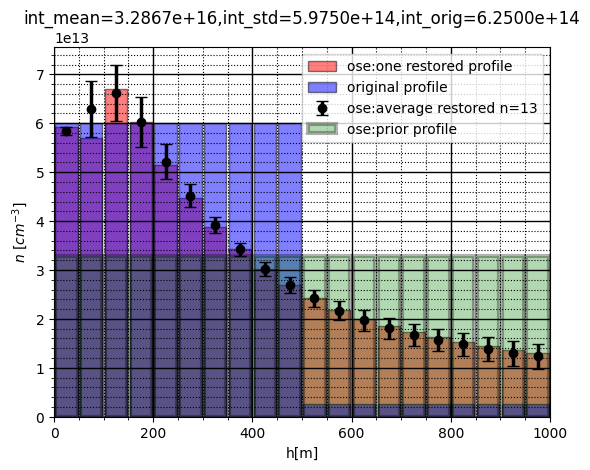 int_mean=3.2867e+16,int_std=5.9750e+14,int_orig=6.2500e+14
1e13
ose:one restored profile
original profile
ose:average restored n=13
ose:prior profile
7
6
5
4
3
2
1
0
n [cm⁻³]
0 200 400 600 800 1000
h[m]